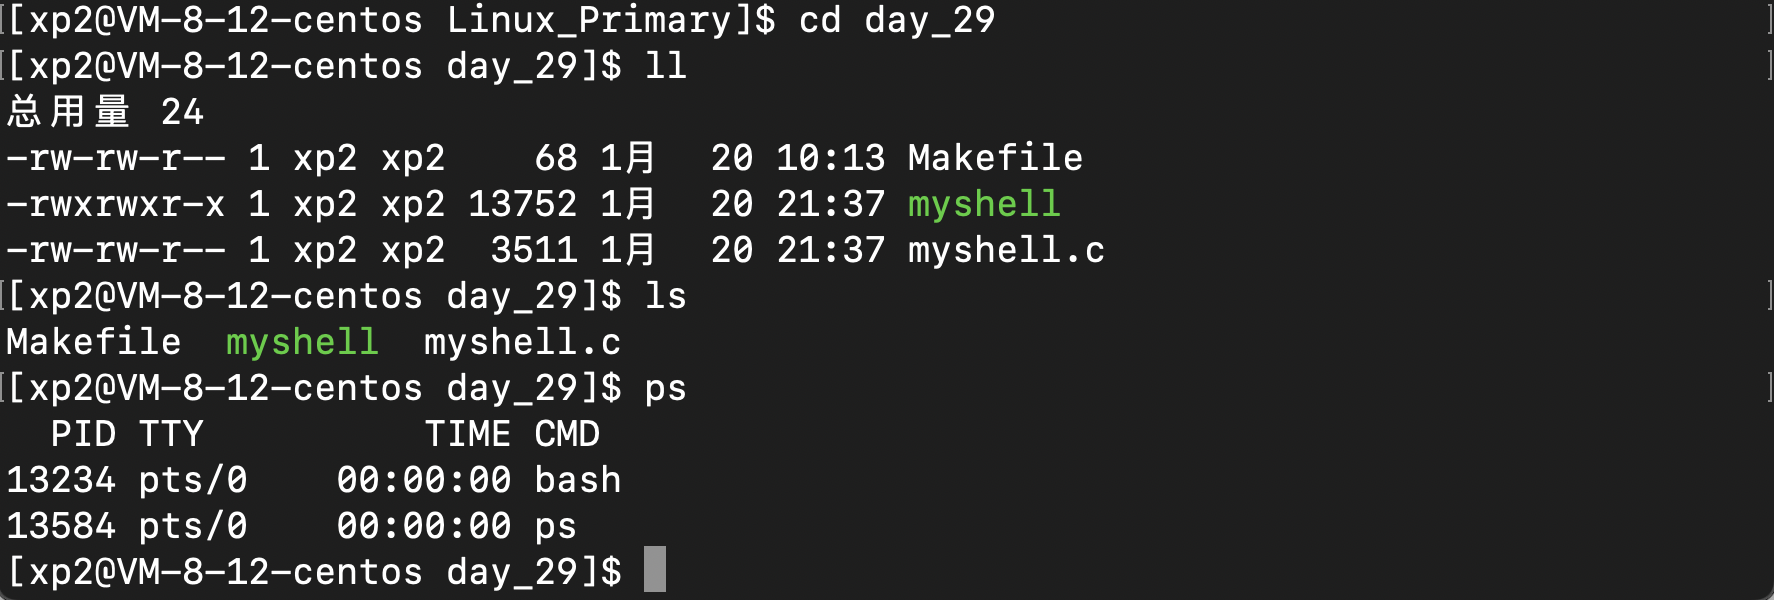 [xp2@VM-8-12-centos Linux_Primary]$ cd day_29
[xp2@VM-8-12-centos day_29]$ ll
总用量 24
-rw-rw-r-- 1 xp2 xp2    68 1月  20 10:13 Makefile
-rwxrwxr-x 1 xp2 xp2 13752 1月  20 21:37 myshell
-rw-rw-r-- 1 xp2 xp2  3511 1月  20 21:37 myshell.c
[xp2@VM-8-12-centos day_29]$ ls
Makefile  myshell  myshell.c
[xp2@VM-8-12-centos day_29]$ ps
  PID TTY          TIME CMD
13234 pts/0    00:00:00 bash
13584 pts/0    00:00:00 ps
[xp2@VM-8-12-centos day_29]$